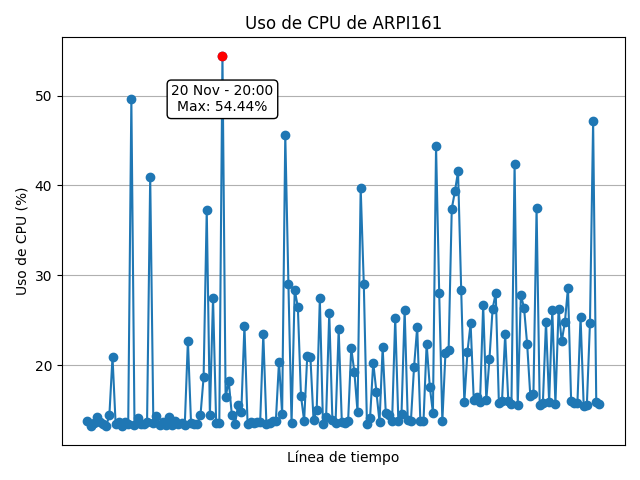 Uso de CPU de ARPI161
20 Nov - 20:00
Max: 54.44%
50
40
30
20
Uso de CPU (%)
Línea de tiempo